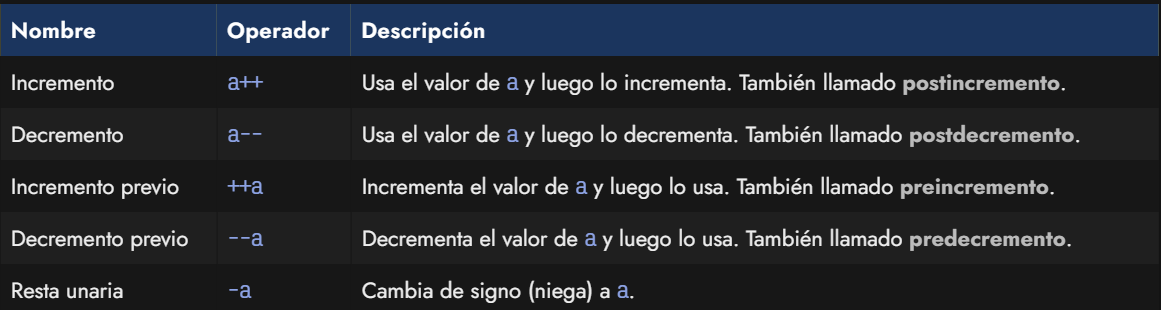 Nombre Operador Descripción
Incremento a++ Usa el valor de a y luego lo incrementa. También llamado postincremento.
Decremento a-- Usa el valor de a y luego lo decrementa. También llamado postdecremento.
Incremento previo ++a Incrementa el valor de a y luego lo usa. También llamado preincremento.
Decremento previo --a Decrementa el valor de a y luego lo usa. También llamado predecremento.
Resta unaria -a Cambia de signo (niega) a a.